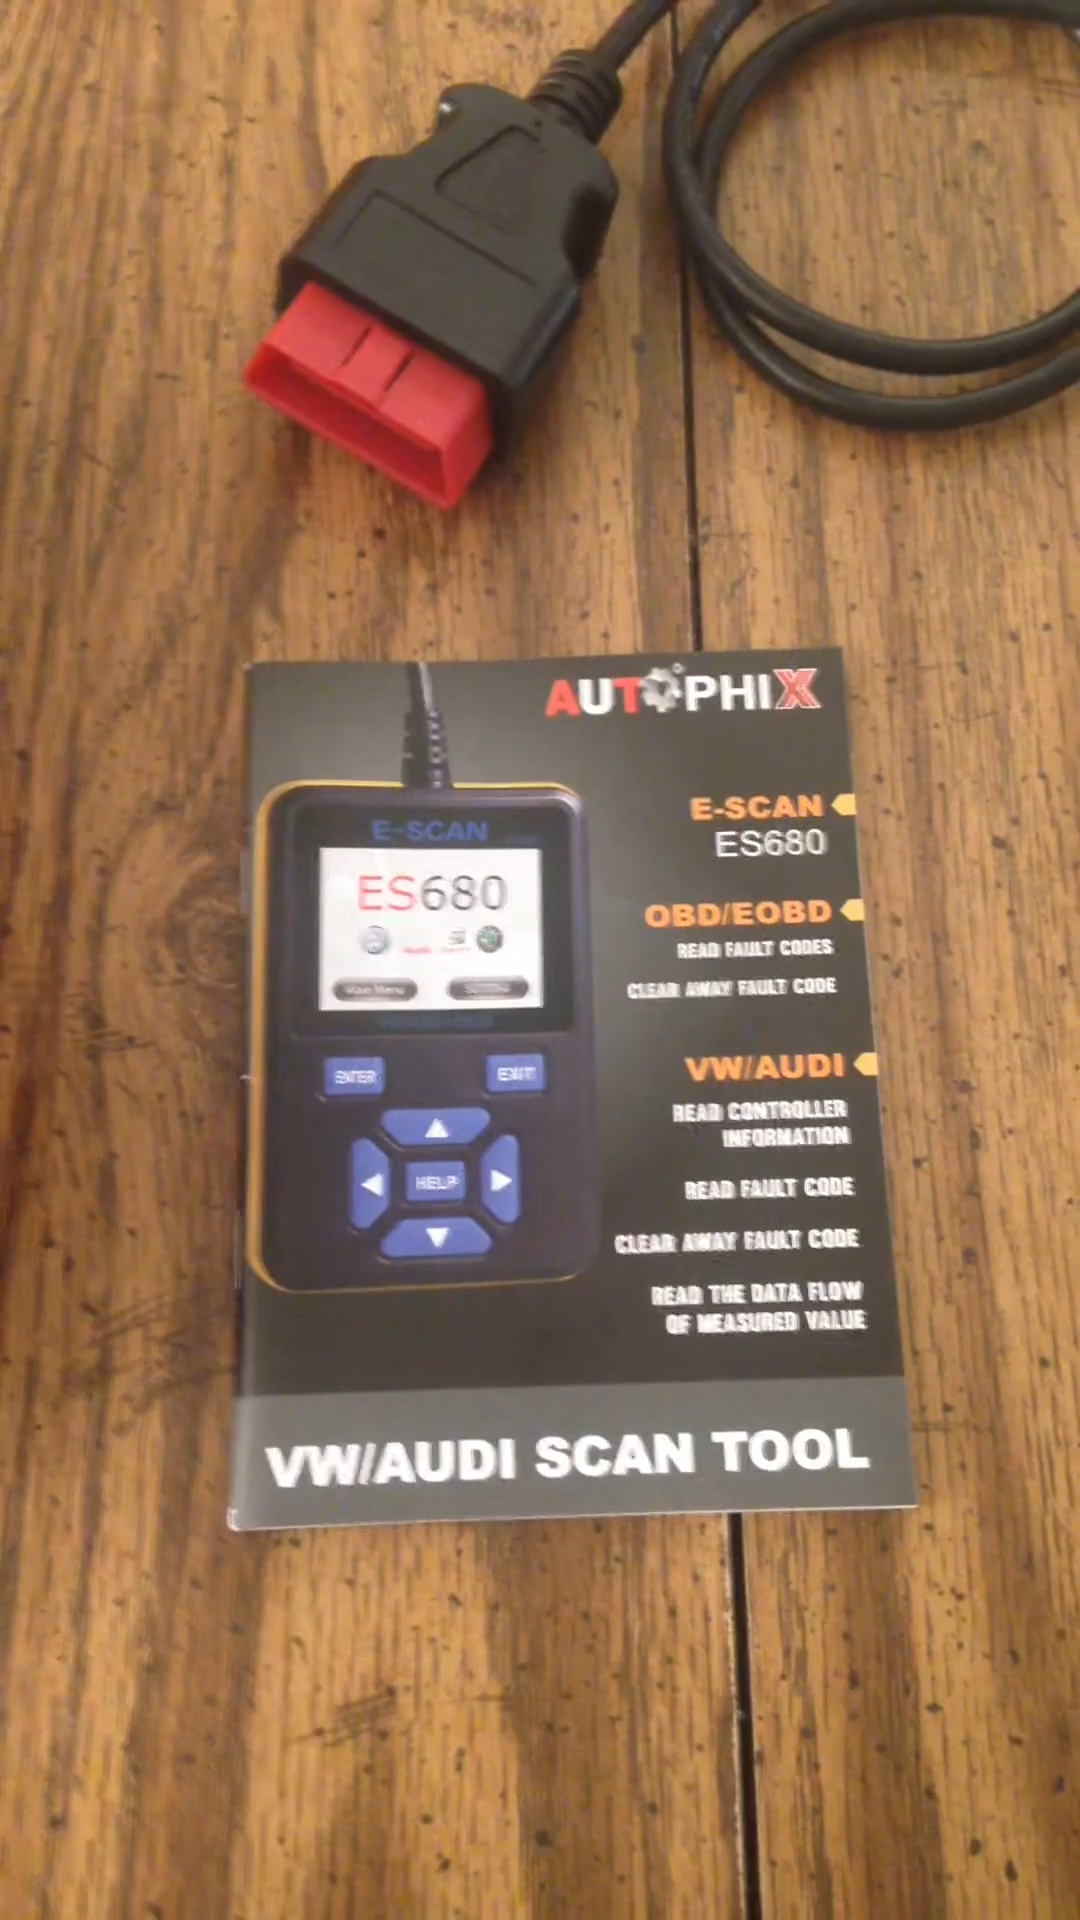 AUTOPHIX
E-SCAN
ES680
E-SCAN
ES680
Main Menu
OBD/EOBD
READ FAULT CODES
CLEAR AWAY FAULT CODE
VW/AUDI
ENTER
EXIT
READ CONTROLLER
INFORMATION
HELP
READ FAULT CODE
CLEAR AWAY FAULT CODE
READ THE DATA FLOW
OF MEASURED VALUE
VW/AUDI SCAN TOOL